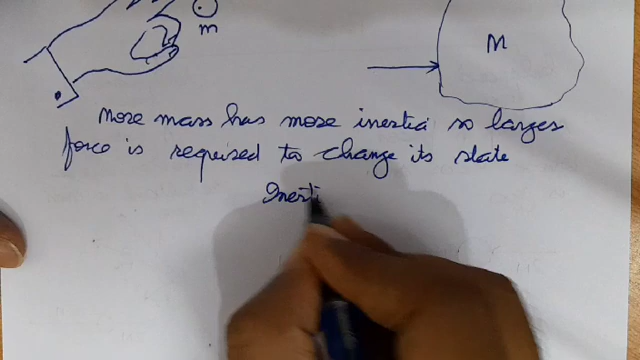 m
M
More mass has more inertia so larger
force is required to change its state
Inerti